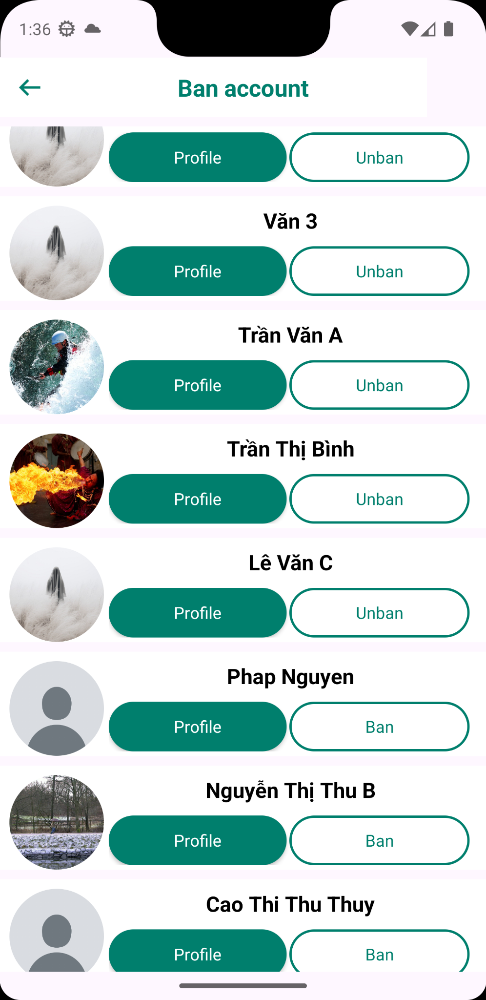 1:36
Ban account
Profile Unban
Văn 3
Profile Unban
Trần Văn A
Profile Unban
Trần Thị Bình
Profile Unban
Lê Văn C
Profile Unban
Phap Nguyen
Profile Ban
Nguyễn Thị Thu B
Profile Ban
Cao Thi Thu Thuy
Profile Ban